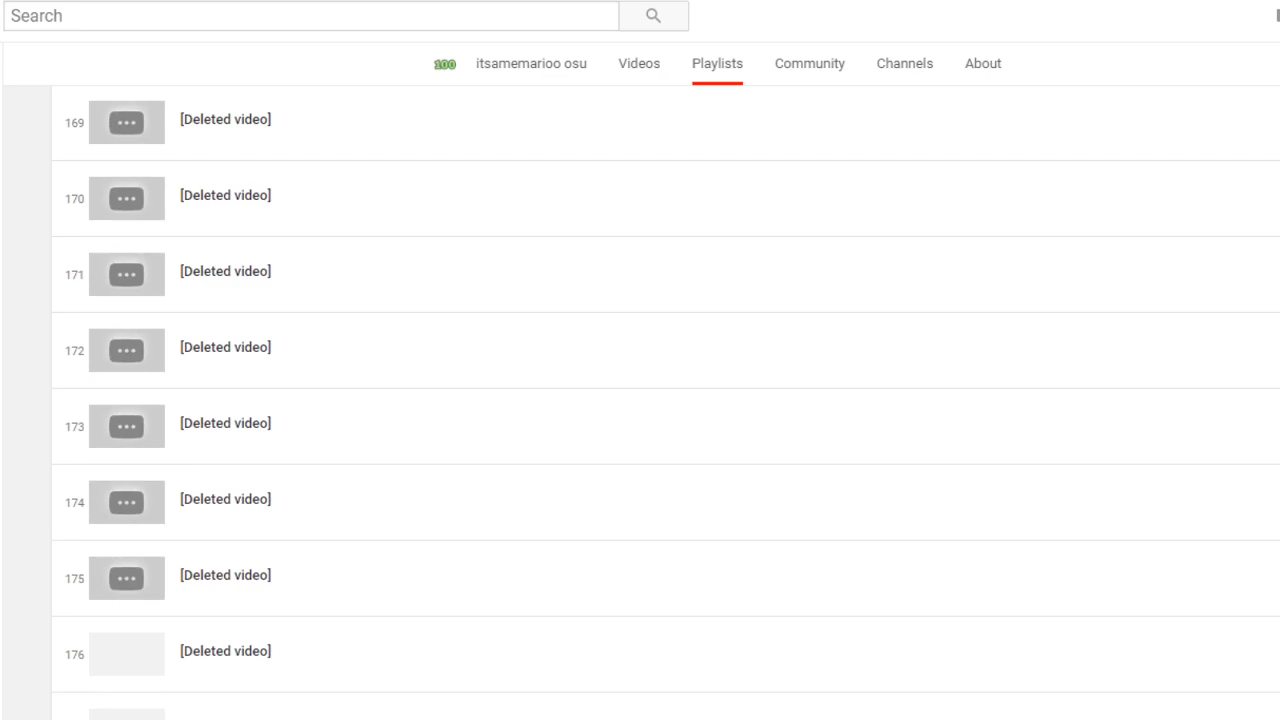 Search
100 itsamemarioo osu Videos Playlists Community Channels About
169 [Deleted video]
170 [Deleted video]
171 [Deleted video]
172 [Deleted video]
173 [Deleted video]
174 [Deleted video]
175 [Deleted video]
176 [Deleted video]